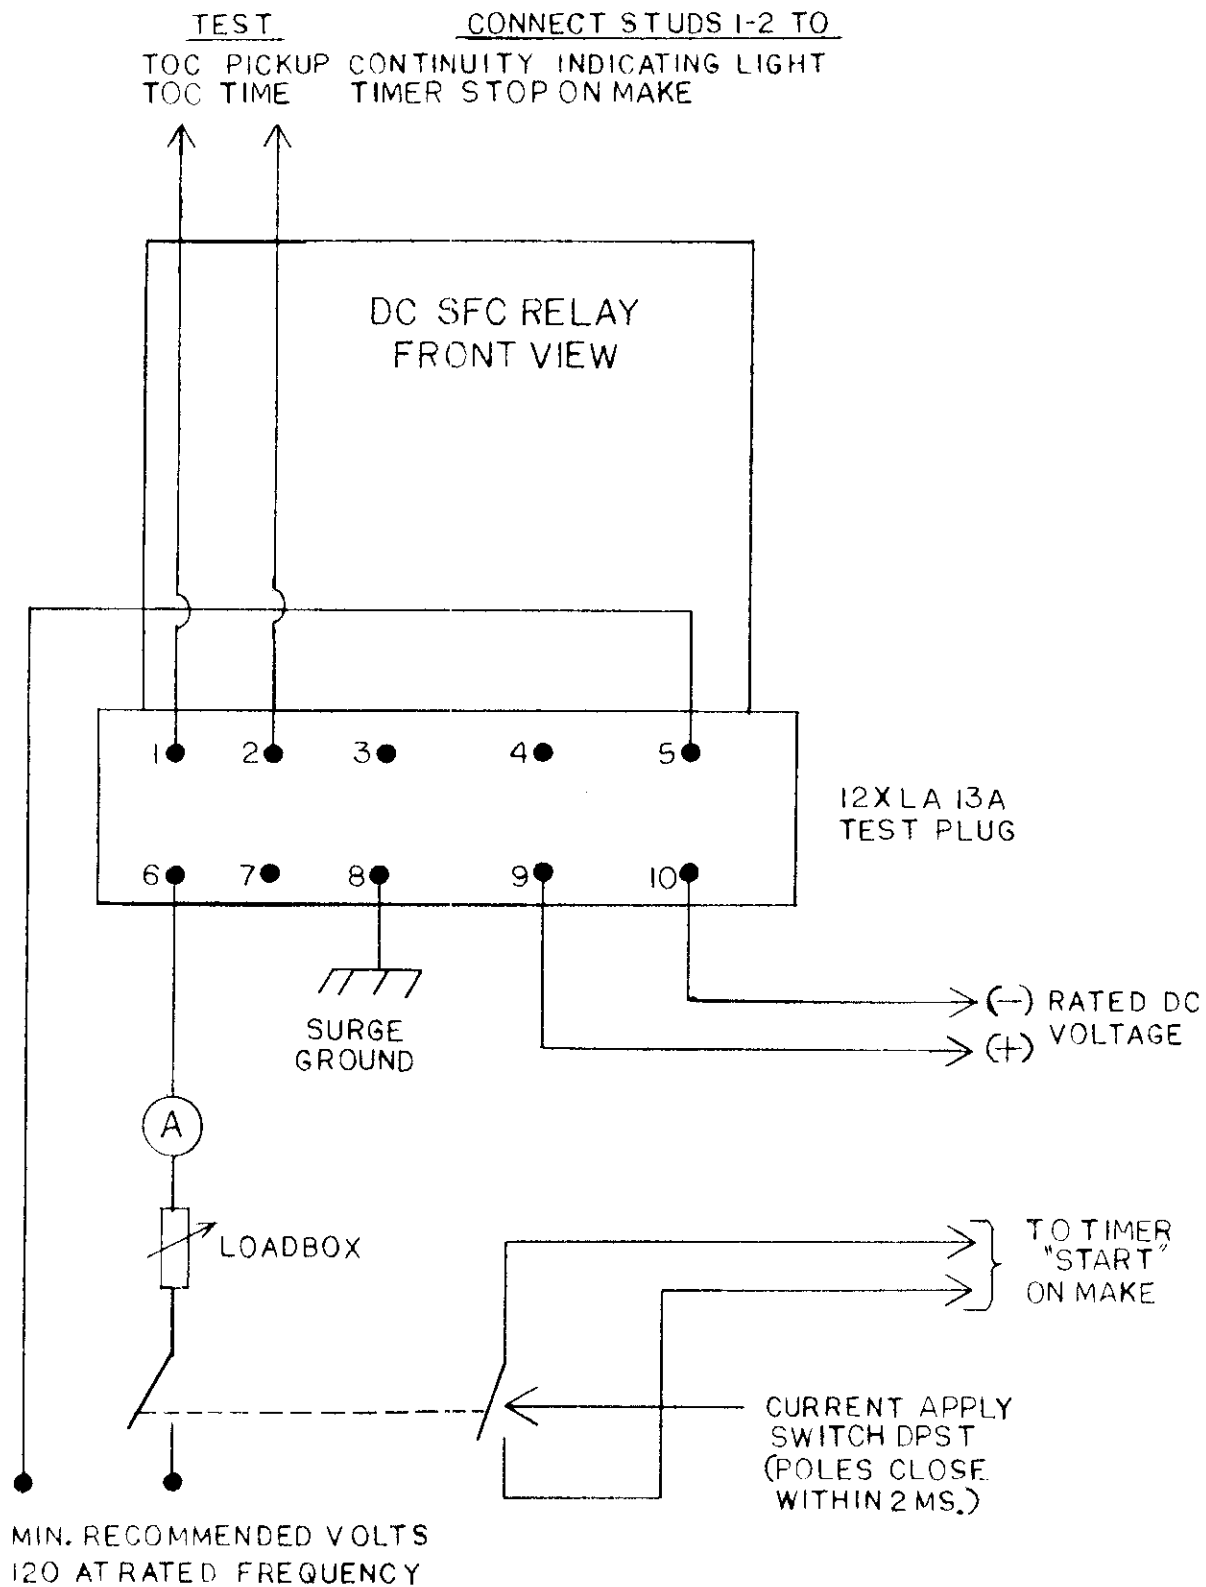 TEST CONNECT STUDS 1-2 TO
TOC PICKUP CONTINUITY INDICATING LIGHT
TOC TIME TIMER STOP ON MAKE
DC SFC RELAY
FRONT VIEW
1 2 3 4 5
12XLA13A
TEST PLUG
6 7 8 9 10
SURGE
GROUND
(-) RATED DC
VOLTAGE
(+)
A
LOADBOX
TO TIMER
"START"
ON MAKE
CURRENT APPLY
SWITCH DPST
(POLES CLOSE
WITHIN 2 MS.)
MIN. RECOMMENDED VOLTS
120 AT RATED FREQUENCY